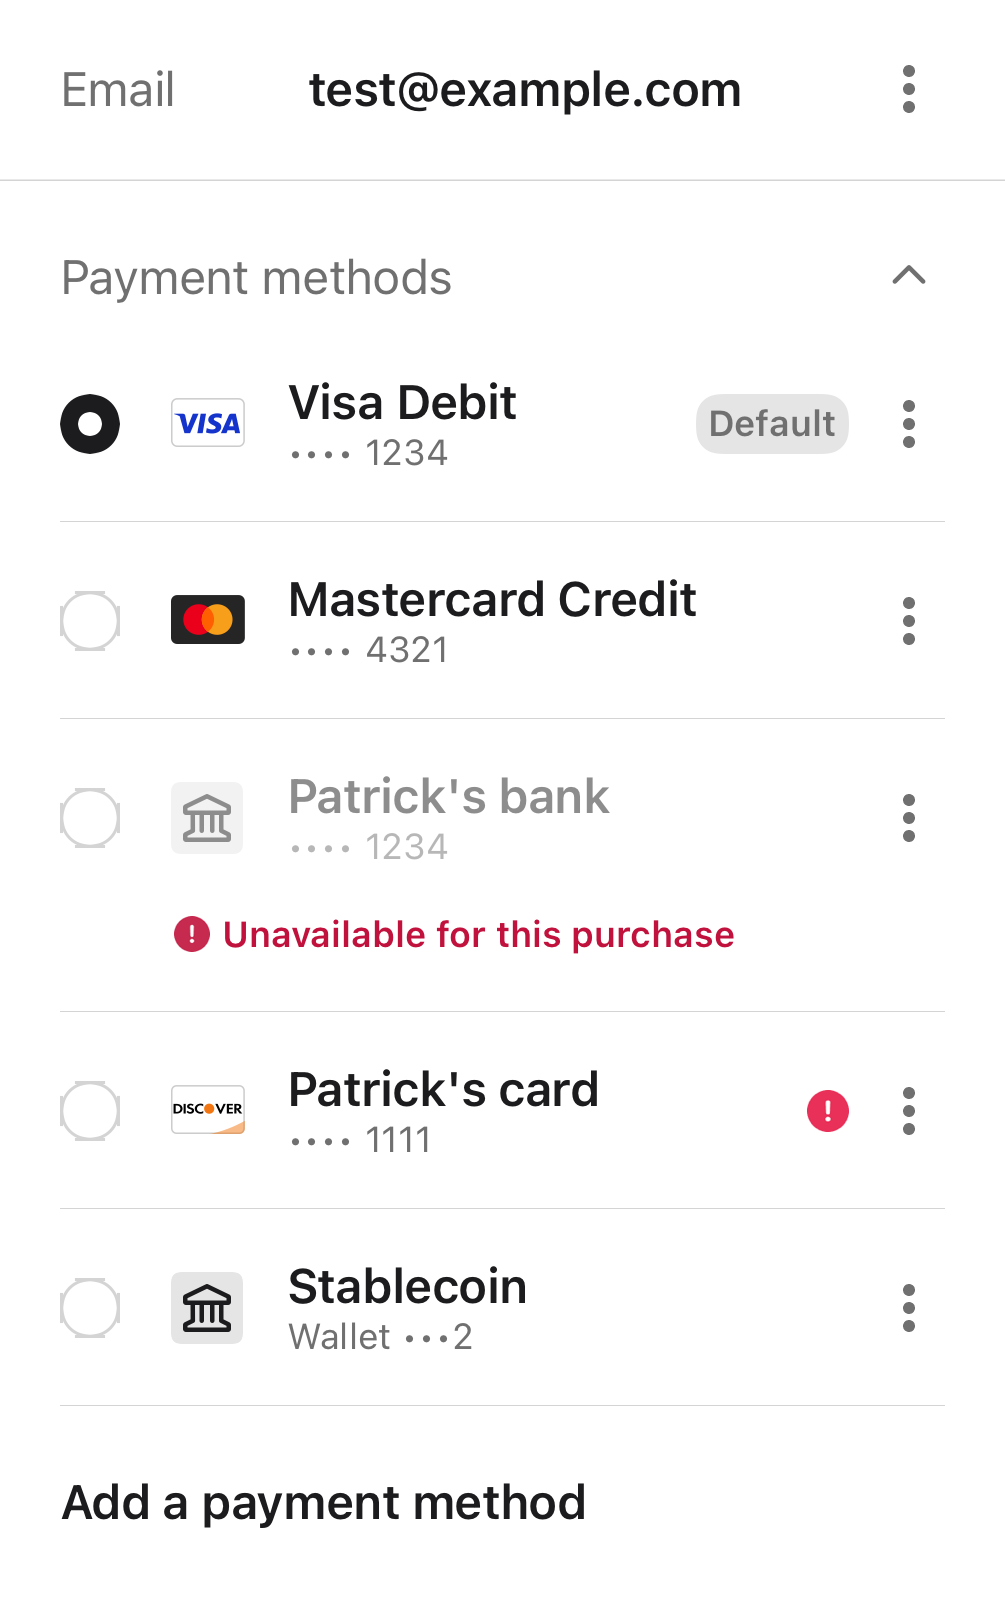 Email test@example.com
Payment methods
VISA Visa Debit Default
•••• 1234
Mastercard Credit
•••• 4321
Patrick's bank
•••• 1234
Unavailable for this purchase
DISCOVER Patrick's card
•••• 1111
Stablecoin
Wallet •••2
Add a payment method